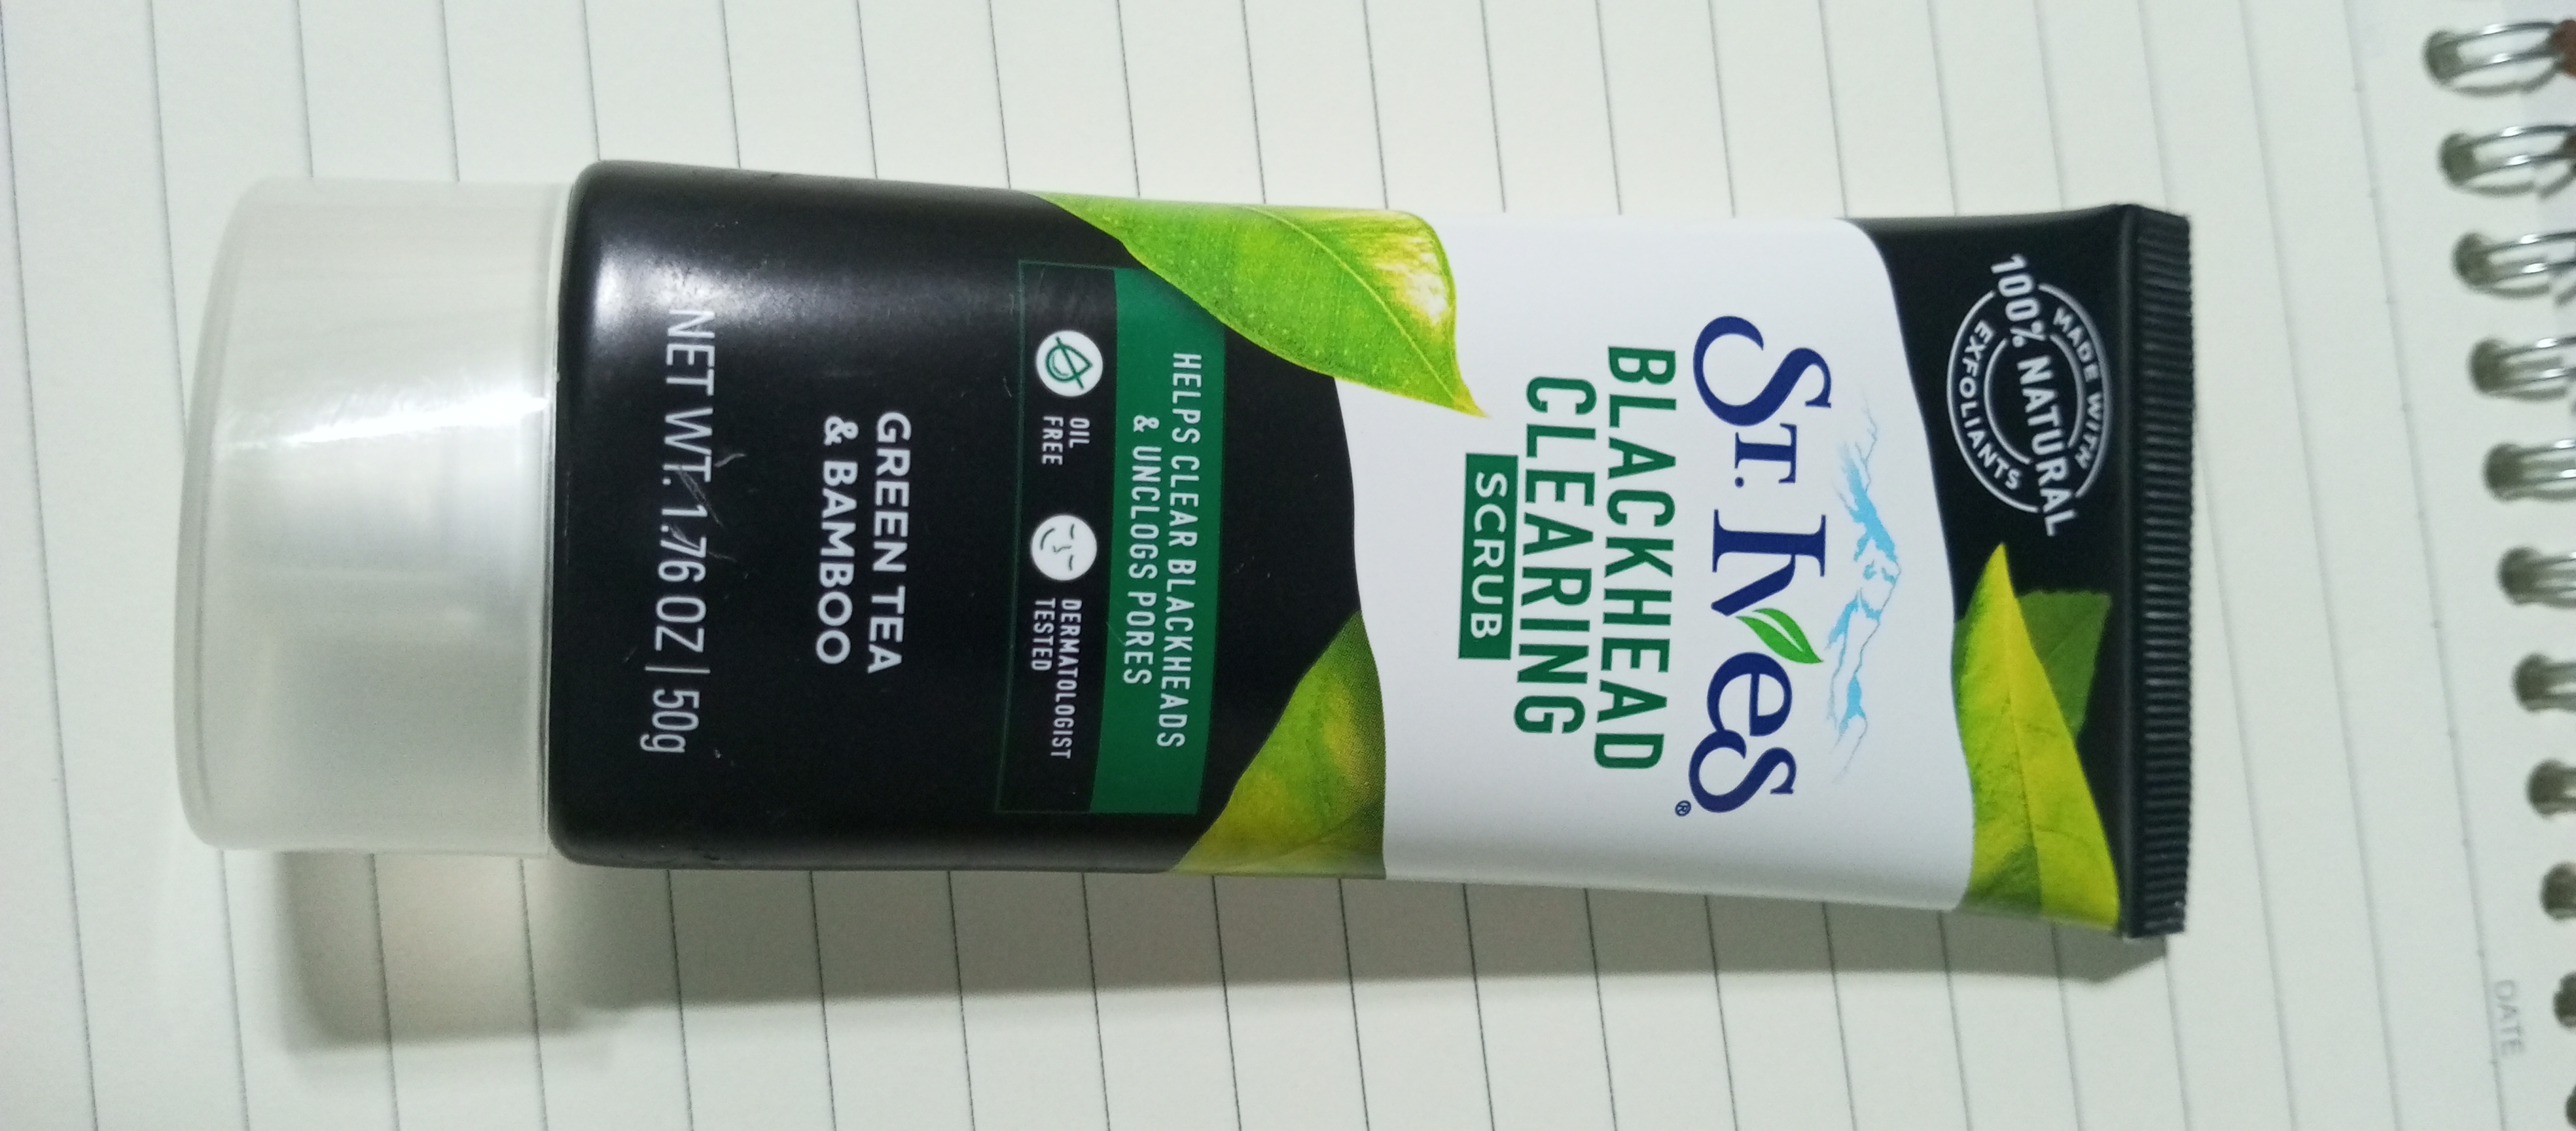 MADE WITH
100% NATURAL
EXFOLIANTS
ST. IVES®
BLACKHEAD
CLEARING
SCRUB
HELPS CLEAR BLACKHEADS
& UNCLOGS PORES
OIL
FREE
DERMATOLOGIST
TESTED
GREEN TEA
& BAMBOO
NET WT. 1.76 OZ | 50g
DATE